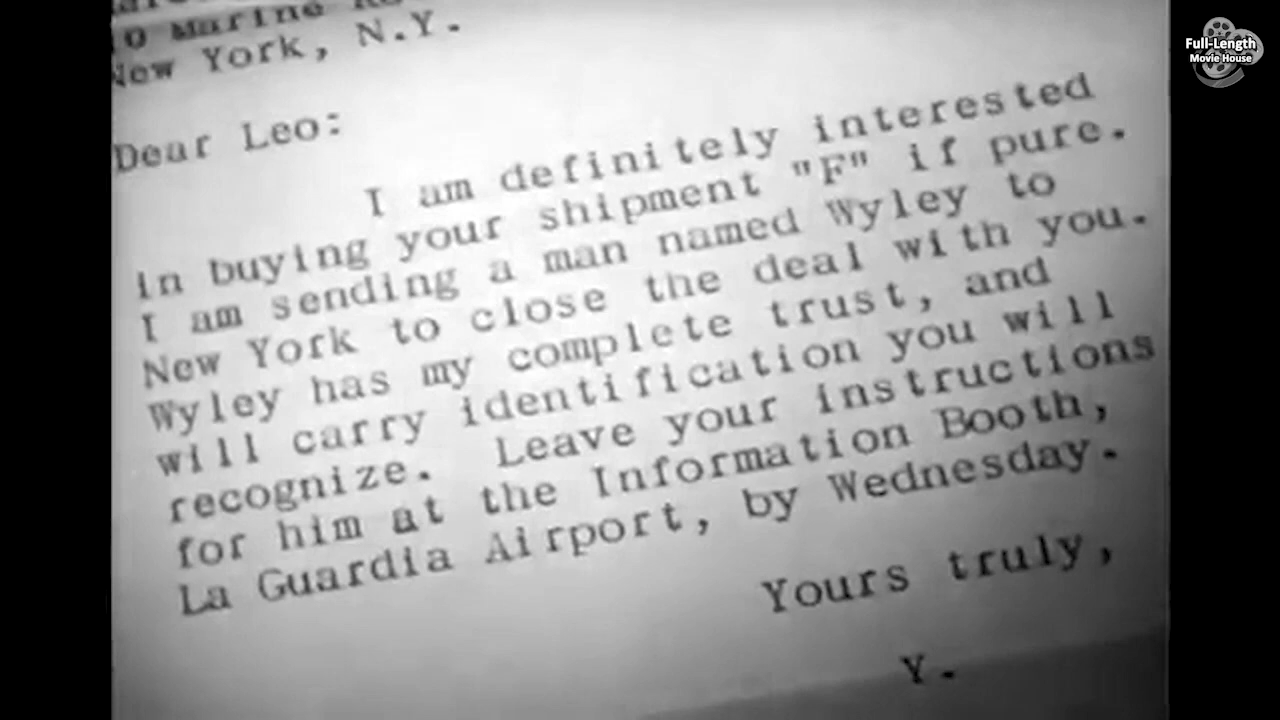 New York, N.Y.
Dear Leo:
I am definitely interested
in buying your shipment "F" if pure.
I am sending a man named Wyley to
New York to close the deal with you.
Wyley has my complete trust, and
will carry identification you will
recognize. Leave your instructions
for him at the Information Booth,
La Guardia Airport, by Wednesday.
Yours truly,
Y.
Full-Length
Movie House